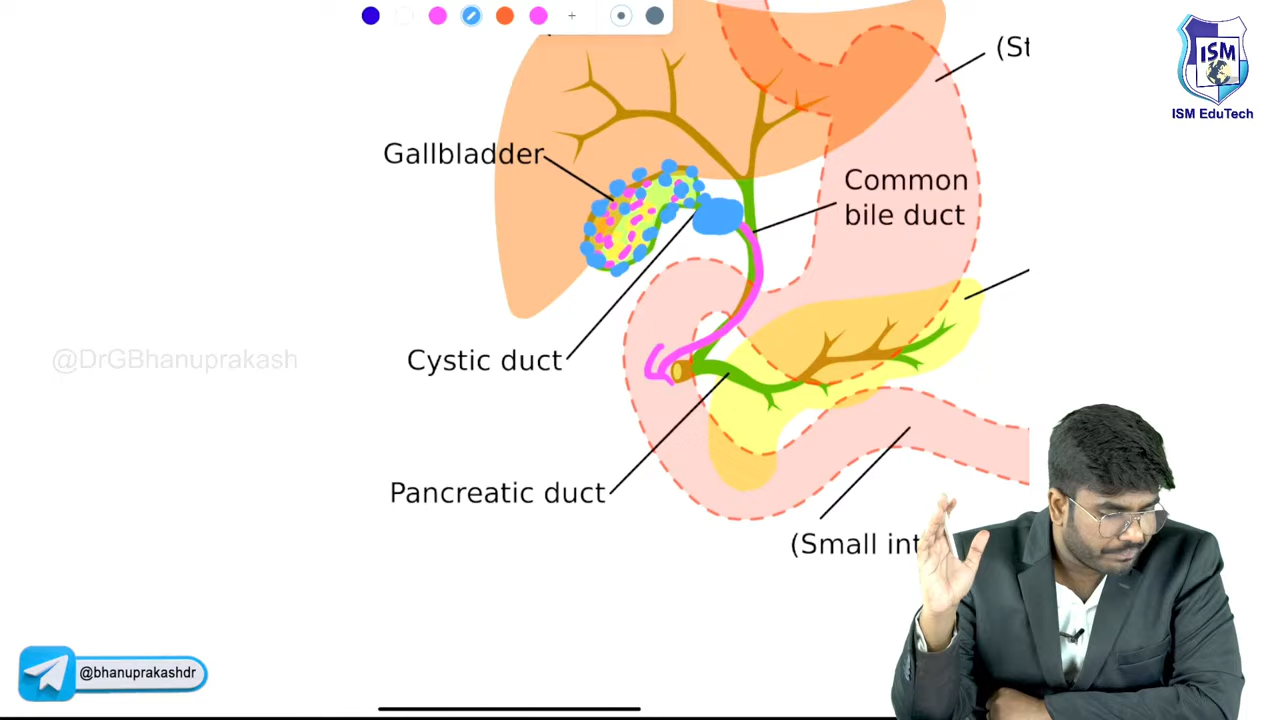 ISM
ISM EduTech
(St
Gallbladder
Common
bile duct
@DrGBhanuprakash
Cystic duct
Pancreatic duct
(Small int
@bhanuprakashdr